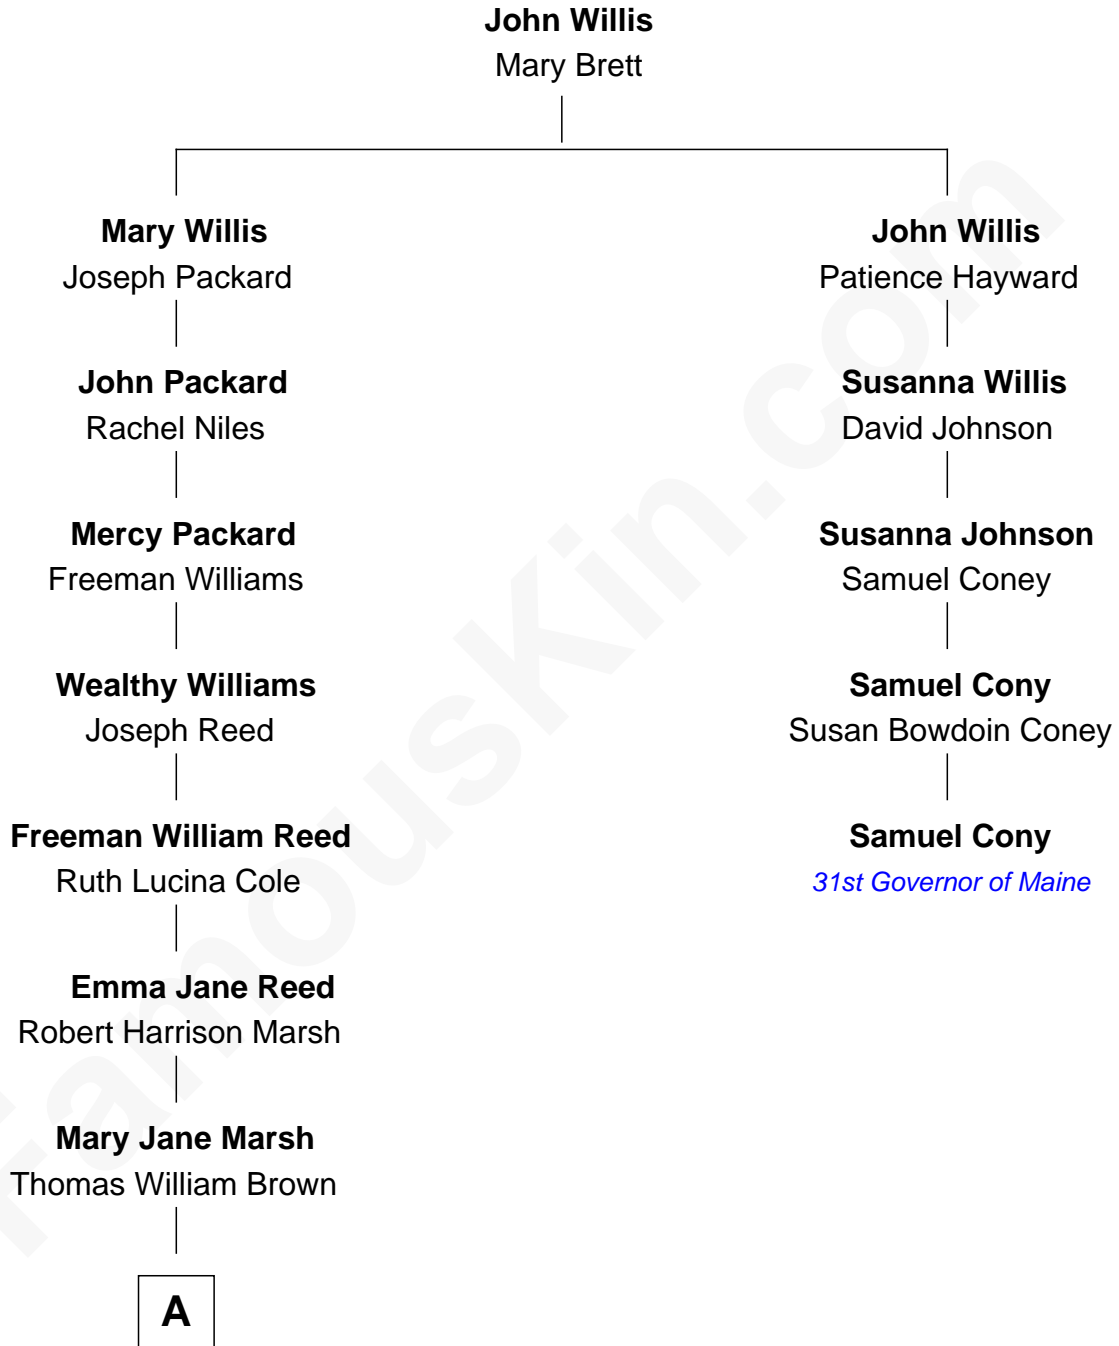 John Willis
Mary Brett
Mary Willis
Joseph Packard
John Packard
Rachel Niles
Mercy Packard
Freeman Williams
Wealthy Williams
Joseph Reed
Freeman William Reed
Ruth Lucina Cole
Emma Jane Reed
Robert Harrison Marsh
Mary Jane Marsh
Thomas William Brown
A
John Willis
Patience Hayward
Susanna Willis
David Johnson
Susanna Johnson
Samuel Coney
Samuel Cony
Susan Bowdoin Coney
Samuel Cony
31st Governor of Maine
FamousKin.com